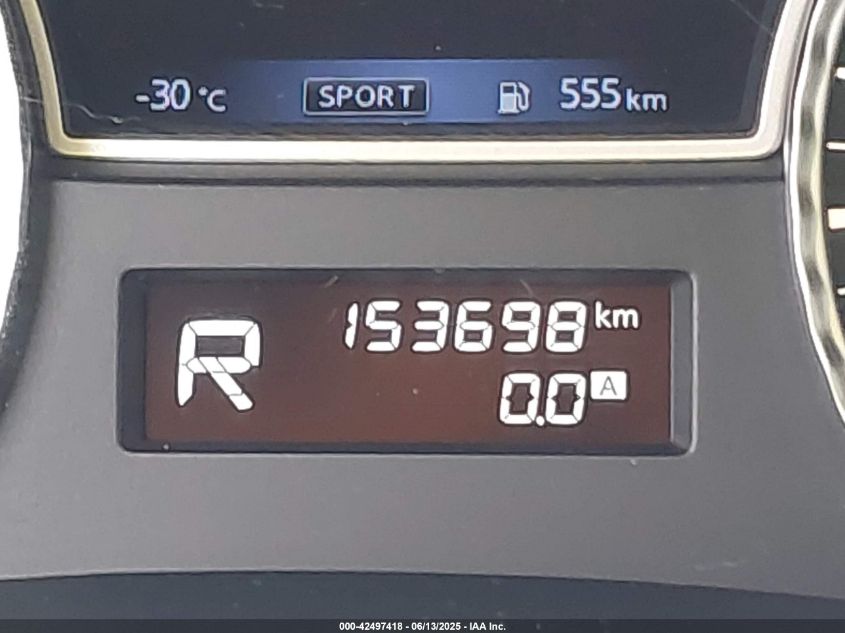 -30 °C SPORT 555 km
153698 km
R
0.0 A
000-42497418 - 06/13/2025 - IAA Inc.